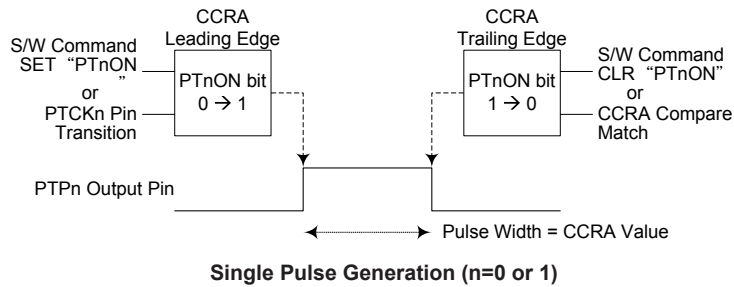 CCRA
Leading Edge
S/W Command
SET “PTnON
”
or
PTCKn Pin
Transition
PTnON bit
0 → 1
CCRA
Trailing Edge
PTnON bit
1 → 0
S/W Command
CLR “PTnON”
or
CCRA Compare
Match
PTPn Output Pin
Pulse Width = CCRA Value
Single Pulse Generation (n=0 or 1)